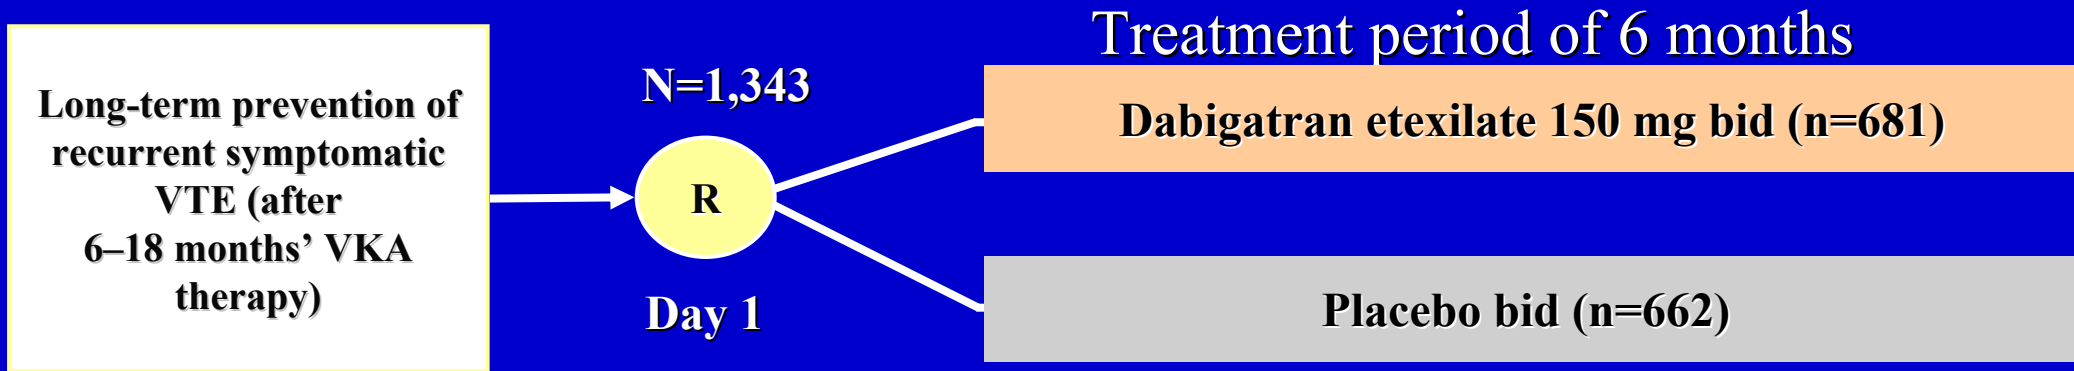 Treatment period of 6 months
Long-term prevention of
recurrent symptomatic
VTE (after
6–18 months’ VKA
therapy)
N=1,343
R
Day 1
Dabigatran etexilate 150 mg bid (n=681)
Placebo bid (n=662)